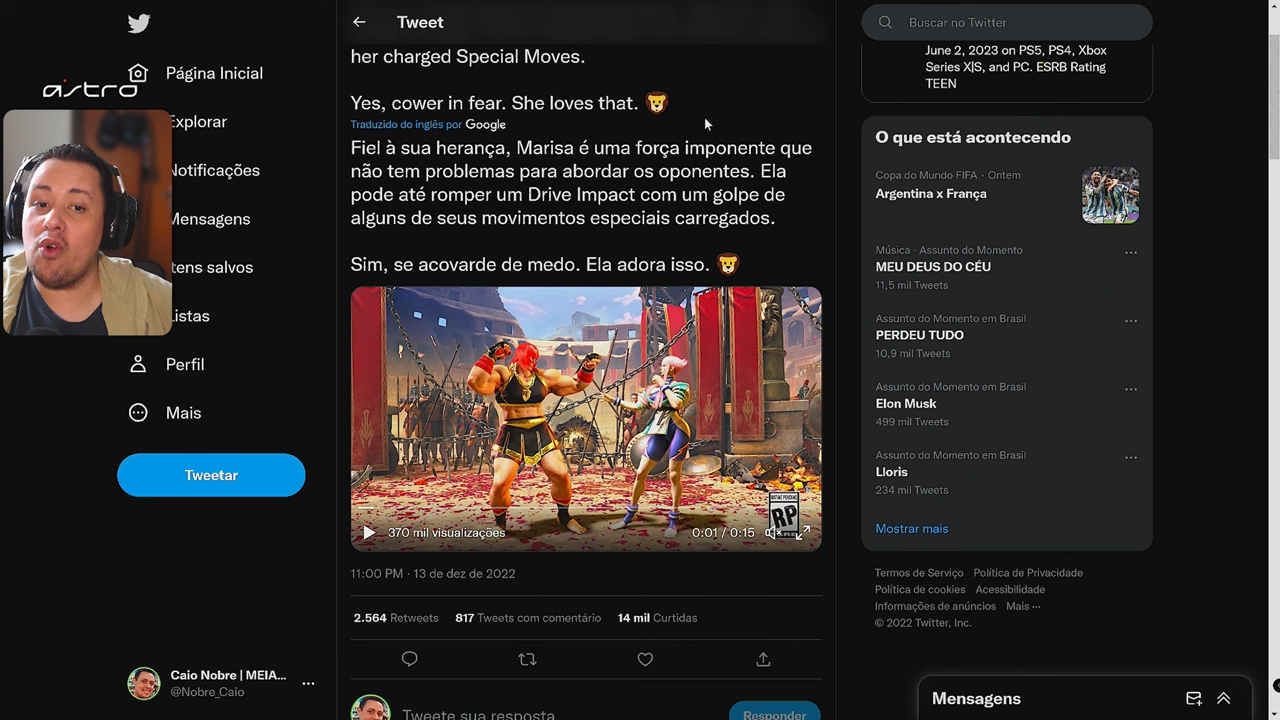 Tweet
Buscar no Twitter
astro
Página Inicial
Explorar
Notificações
Mensagens
Itens salvos
Listas
Perfil
Mais
Tweetar
Caio Nobre | MEIA...
@Nobre_Caio
her charged Special Moves.
Yes, cower in fear. She loves that.
Traduzido do inglês por Google
Fiel à sua herança, Marisa é uma força imponente que
não tem problemas para abordar os oponentes. Ela
pode até romper um Drive Impact com um golpe de
alguns de seus movimentos especiais carregados.
Sim, se acovarde de medo. Ela adora isso.
RATING PENDING
RP
370 mil visualizações
0:01 / 0:15
11:00 PM · 13 de dez de 2022
2.564 Retweets 817 Tweets com comentário 14 mil Curtidas
Tweete sua resposta
Responder
June 2, 2023 on PS5, PS4, Xbox
Series X|S, and PC. ESRB Rating
TEEN
O que está acontecendo
Copa do Mundo FIFA · Ontem
Argentina x França
Música · Assunto do Momento
MEU DEUS DO CÉU
11,5 mil Tweets
Assunto do Momento em Brasil
PERDEU TUDO
10,9 mil Tweets
Assunto do Momento em Brasil
Elon Musk
499 mil Tweets
Assunto do Momento em Brasil
Lloris
234 mil Tweets
Mostrar mais
Termos de Serviço Política de Privacidade
Política de cookies Acessibilidade
Informações de anúncios Mais ...
© 2022 Twitter, Inc.
Mensagens